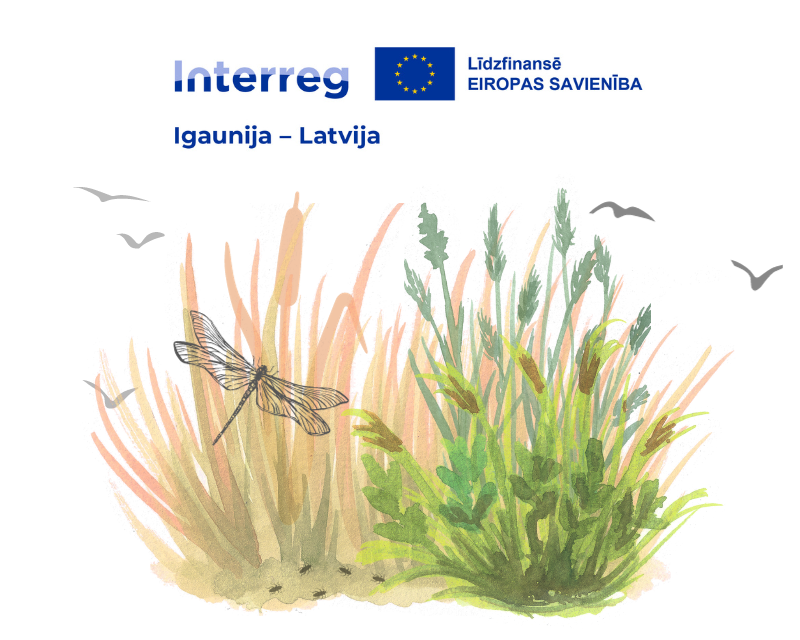 Interreg
Līdzfinansē
EIROPAS SAVIENĪBA
Igaunija – Latvija